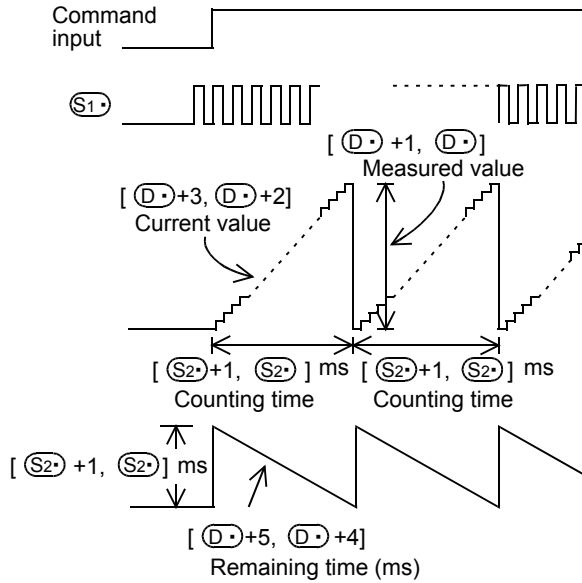 Command
input
S1·
[ D· +1, D· ]
Measured value
[ D· +3, D· +2]
Current value
[ S2· +1, S2· ] ms
Counting time
[ S2· +1, S2· ] ms
Counting time
[ S2· +1, S2· ] ms
[ D· +5, D· +4]
Remaining time (ms)